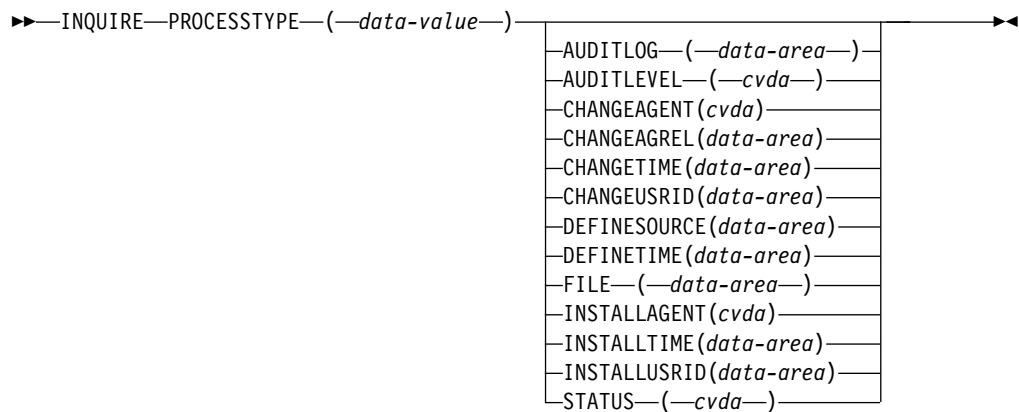 INQUIRE PROCESSTYPE ( data-value )
AUDITLOG ( data-area )
AUDITLEVEL ( cvda )
CHANGEAGENT(cvda)
CHANGEAGREL(data-area)
CHANGETIME(data-area)
CHANGEUSRID(data-area)
DEFINESOURCE(data-area)
DEFINETIME(data-area)
FILE ( data-area )
INSTALLAGENT(cvda)
INSTALLTIME(data-area)
INSTALLUSRID(data-area)
STATUS ( cvda )